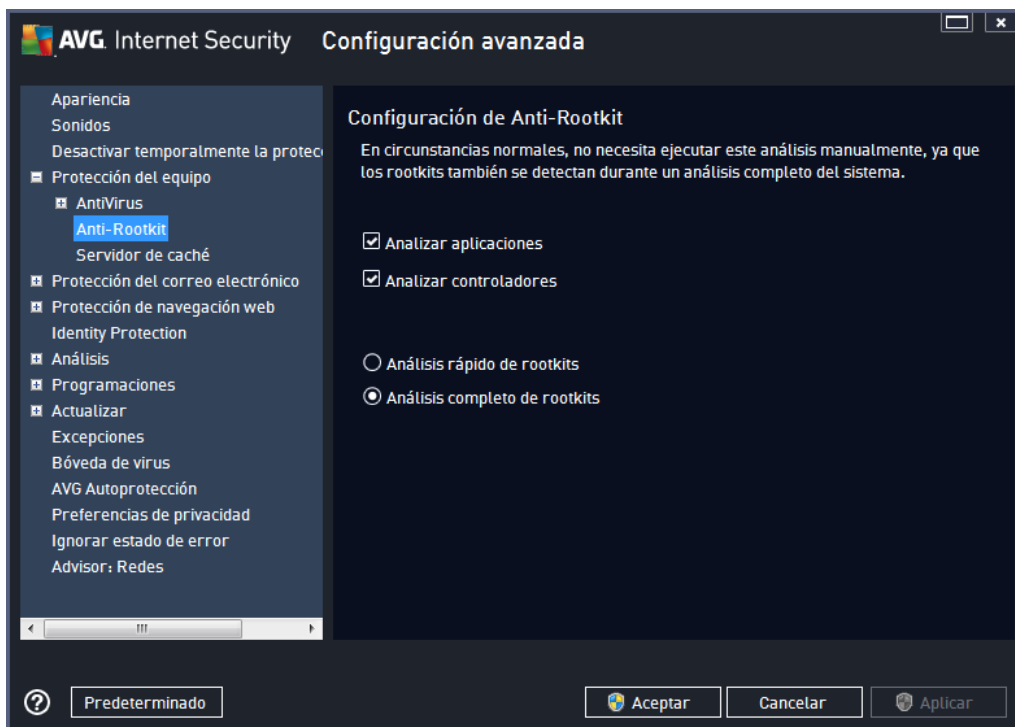 AVG. Internet Security Configuración avanzada
Apariencia
Sonidos
Desactivar temporalmente la protec
Protección del equipo
AntiVirus
Anti-Rootkit
Servidor de caché
Protección del correo electrónico
Protección de navegación web
Identity Protection
Análisis
Programaciones
Actualizar
Excepciones
Bóveda de virus
AVG Autoprotección
Preferencias de privacidad
Ignorar estado de error
Advisor: Redes
Configuración de Anti-Rootkit
En circunstancias normales, no necesita ejecutar este análisis manualmente, ya que
los rootkits también se detectan durante un análisis completo del sistema.
Analizar aplicaciones
Analizar controladores
Análisis rápido de rootkits
Análisis completo de rootkits
Predeterminado
Aceptar
Cancelar
Aplicar